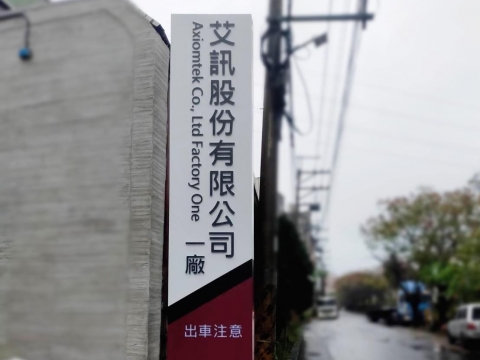 艾訊股份有限公司 一廠
Axiomtek Co., Ltd Factory One
出車注意